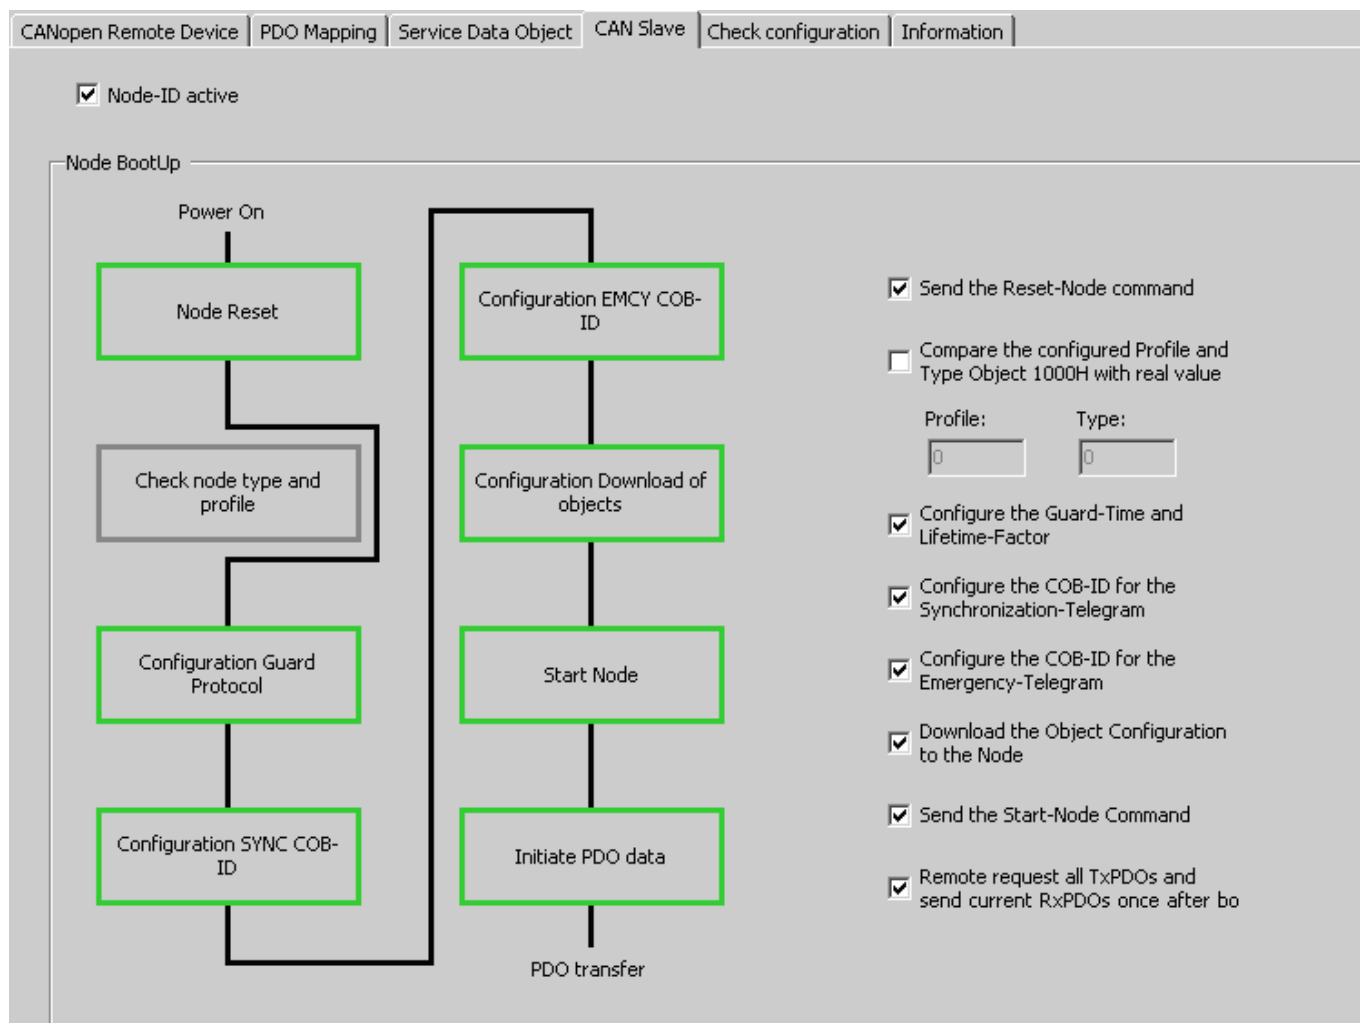 CANopen Remote Device
PDO Mapping
Service Data Object
CAN Slave
Check configuration
Information
Node-ID active
Node BootUp
Power On
Node Reset
Check node type and
profile
Configuration Guard
Protocol
Configuration SYNC COB-
ID
Configuration EMCY COB-
ID
Configuration Download of
objects
Start Node
Initiate PDO data
PDO transfer
Send the Reset-Node command
Compare the configured Profile and
Type Object 1000H with real value
Profile: Type:
0 0
Configure the Guard-Time and
Lifetime-Factor
Configure the COB-ID for the
Synchronization-Telegram
Configure the COB-ID for the
Emergency-Telegram
Download the Object Configuration
to the Node
Send the Start-Node Command
Remote request all TxPDOs and
send current RxPDOs once after bo